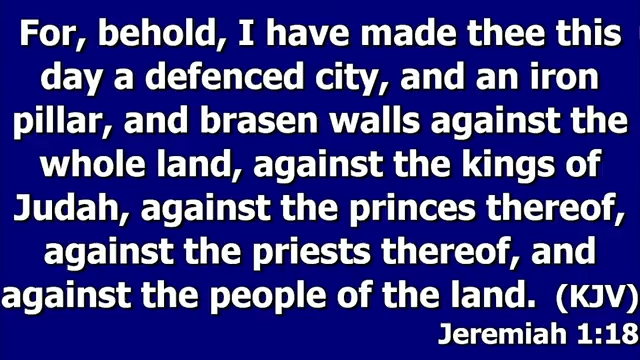 For, behold, I have made thee this
day a defenced city, and an iron
pillar, and brasen walls against the
whole land, against the kings of
Judah, against the princes thereof,
against the priests thereof, and
against the people of the land. (KJV)
Jeremiah 1:18